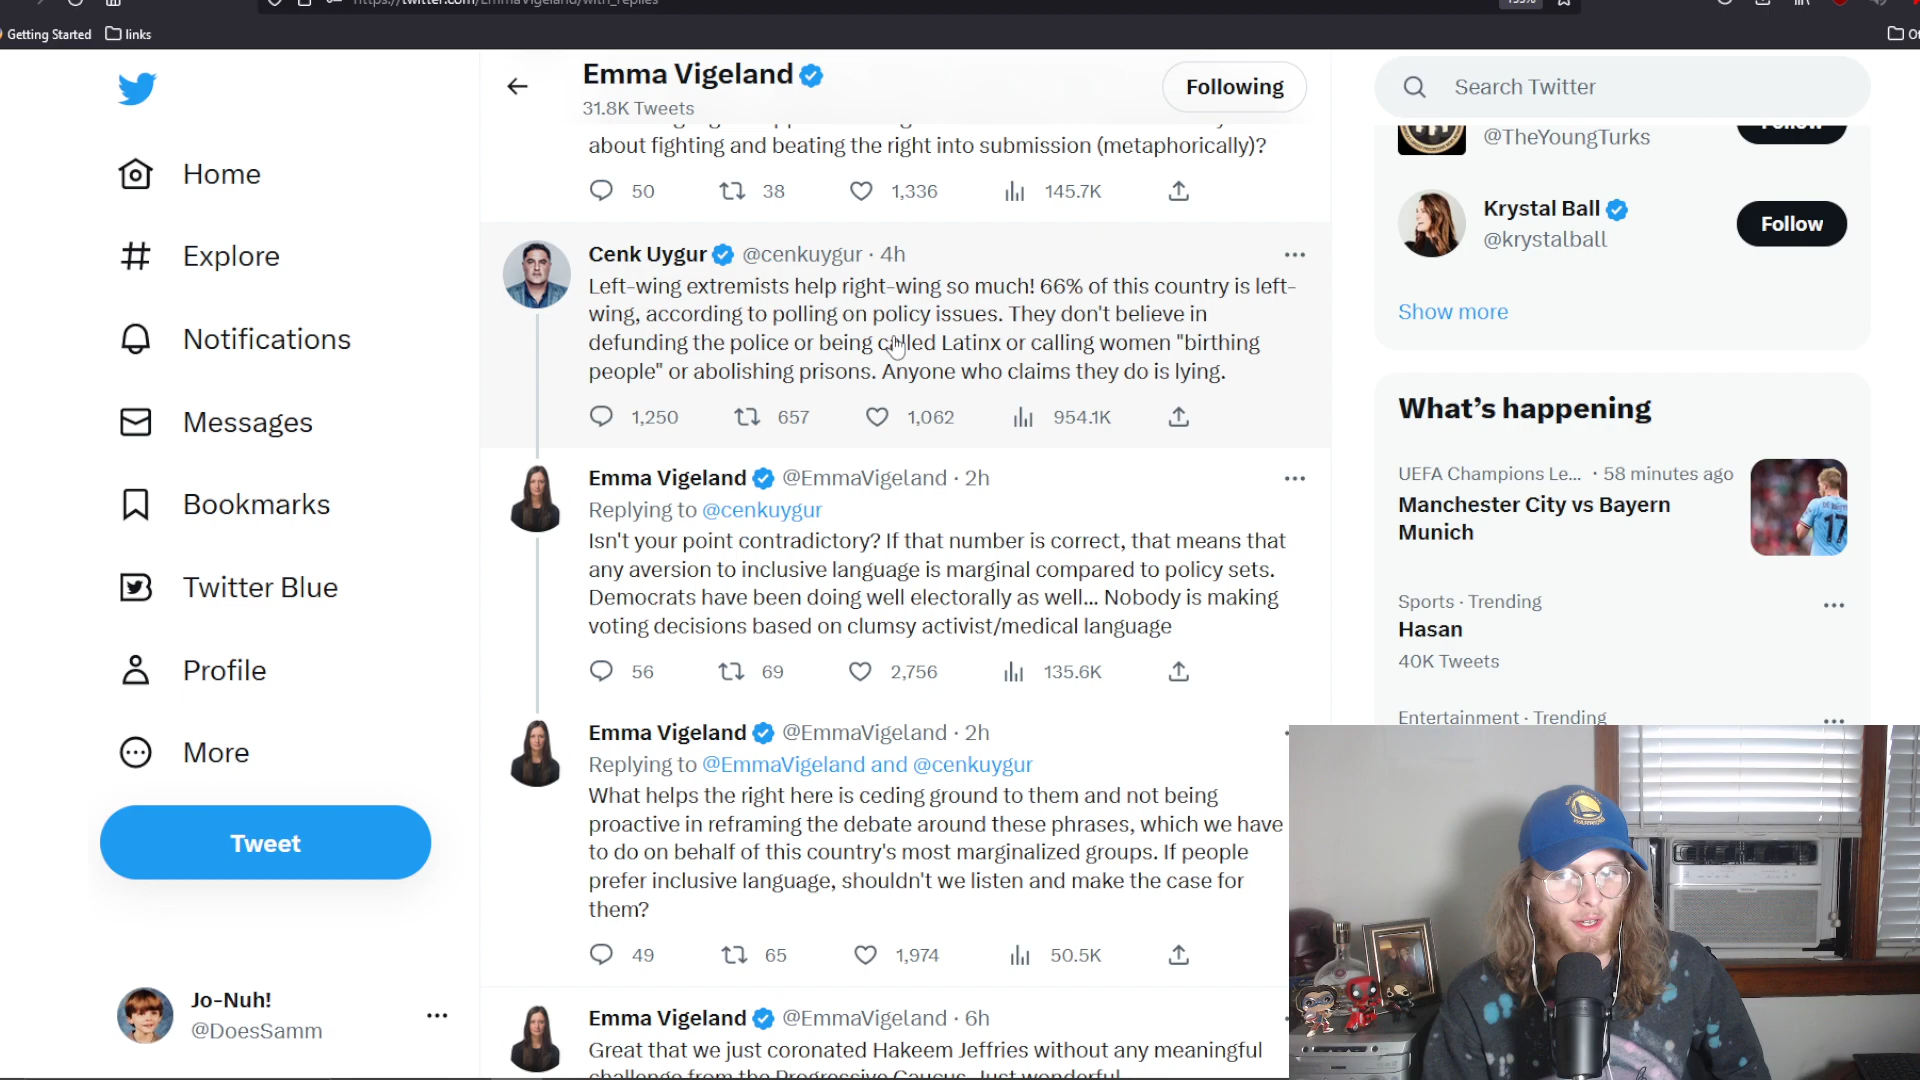 Getting Started
links
Emma Vigeland
31.8K Tweets
Following
Search Twitter
Home
Explore
Notifications
Messages
Bookmarks
Twitter Blue
Profile
More
Tweet
Jo-Nuh!
@DoesSamm
about fighting and beating the right into submission (metaphorically)?
50 38 1,336 145.7K
Cenk Uygur @cenkuygur · 4h
Left-wing extremists help right-wing so much! 66% of this country is left-
wing, according to polling on policy issues. They don't believe in
defunding the police or being called Latinx or calling women "birthing
people" or abolishing prisons. Anyone who claims they do is lying.
1,250 657 1,062 954.1K
Emma Vigeland @EmmaVigeland · 2h
Replying to @cenkuygur
Isn't your point contradictory? If that number is correct, that means that
any aversion to inclusive language is marginal compared to policy sets.
Democrats have been doing well electorally as well... Nobody is making
voting decisions based on clumsy activist/medical language
56 69 2,756 135.6K
Emma Vigeland @EmmaVigeland · 2h
Replying to @EmmaVigeland and @cenkuygur
What helps the right here is ceding ground to them and not being
proactive in reframing the debate around these phrases, which we have
to do on behalf of this country's most marginalized groups. If people
prefer inclusive language, shouldn't we listen and make the case for
them?
49 65 1,974 50.5K
Emma Vigeland @EmmaVigeland · 6h
Great that we just coronated Hakeem Jeffries without any meaningful
challenge from the Progressive Caucus. Just wonderful
@TheYoungTurks
Follow
Krystal Ball
@krystalball
Follow
Show more
What's happening
UEFA Champions Le... · 58 minutes ago
Manchester City vs Bayern
Munich
Sports · Trending
Hasan
40K Tweets
Entertainment · Trending